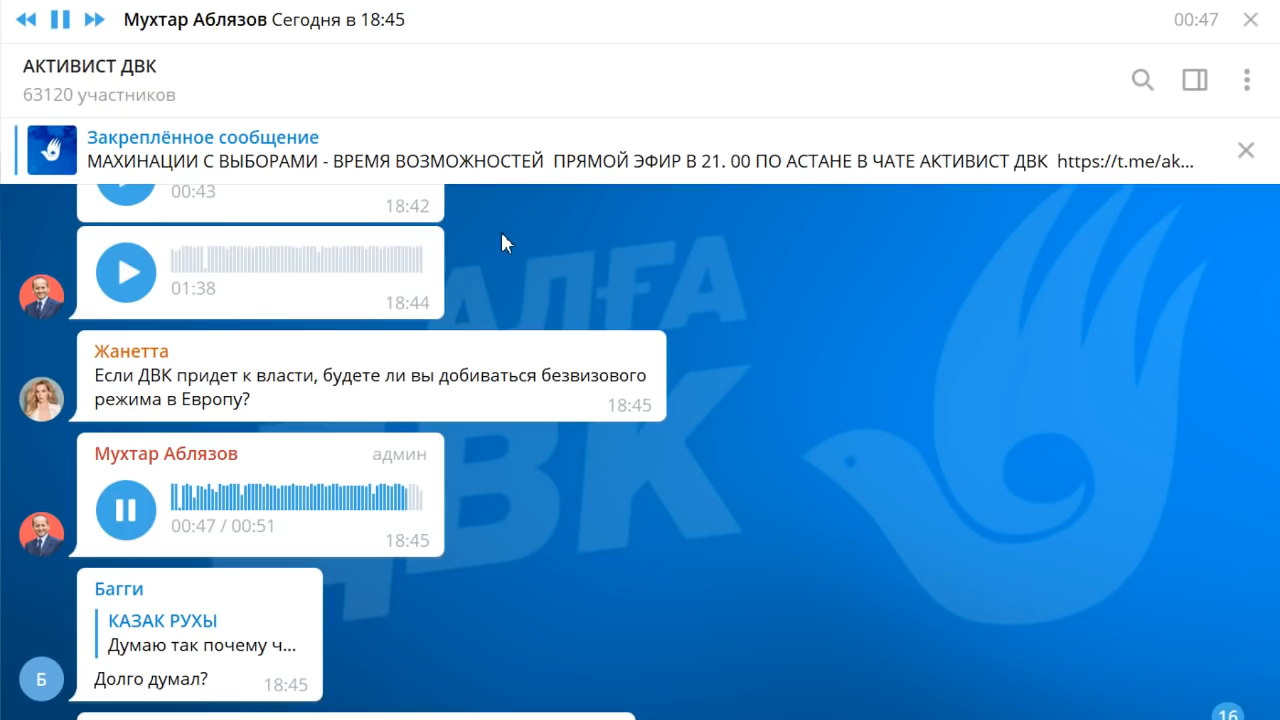 Мухтар Аблязов Сегодня в 18:45
00:47
АКТИВИСТ ДВК
63120 участников
Закреплённое сообщение
МАХИНАЦИИ С ВЫБОРАМИ - ВРЕМЯ ВОЗМОЖНОСТЕЙ ПРЯМОЙ ЭФИР В 21. 00 ПО АСТАНЕ В ЧАТЕ АКТИВИСТ ДВК https://t.me/ak...
00:43
18:42
01:38
18:44
АЛҒА
ДВК
Жанетта
Если ДВК придет к власти, будете ли вы добиваться безвизового
режима в Европу?
18:45
Мухтар Аблязов
админ
00:47 / 00:51
18:45
Багги
КАЗАК РУХЫ
Думаю так почему ч...
Б
Долго думал?
18:45
16